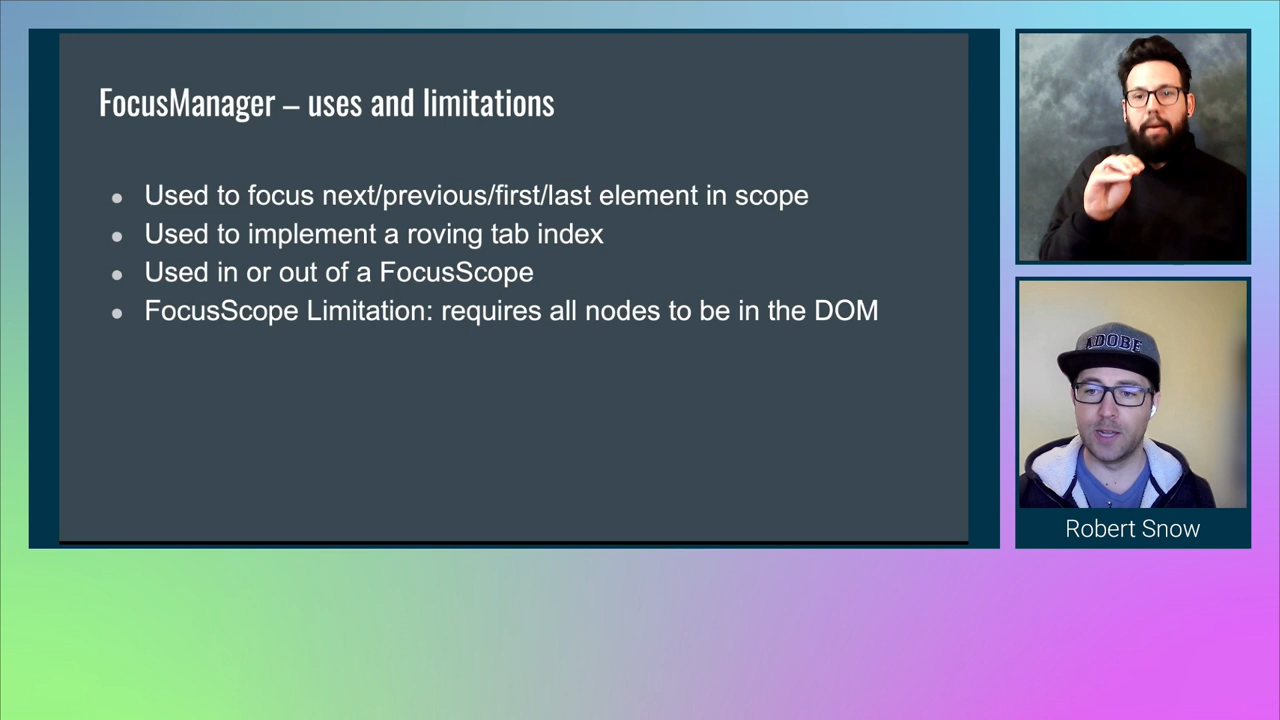 FocusManager – uses and limitations
● Used to focus next/previous/first/last element in scope
● Used to implement a roving tab index
● Used in or out of a FocusScope
● FocusScope Limitation: requires all nodes to be in the DOM
ADOBE
Robert Snow